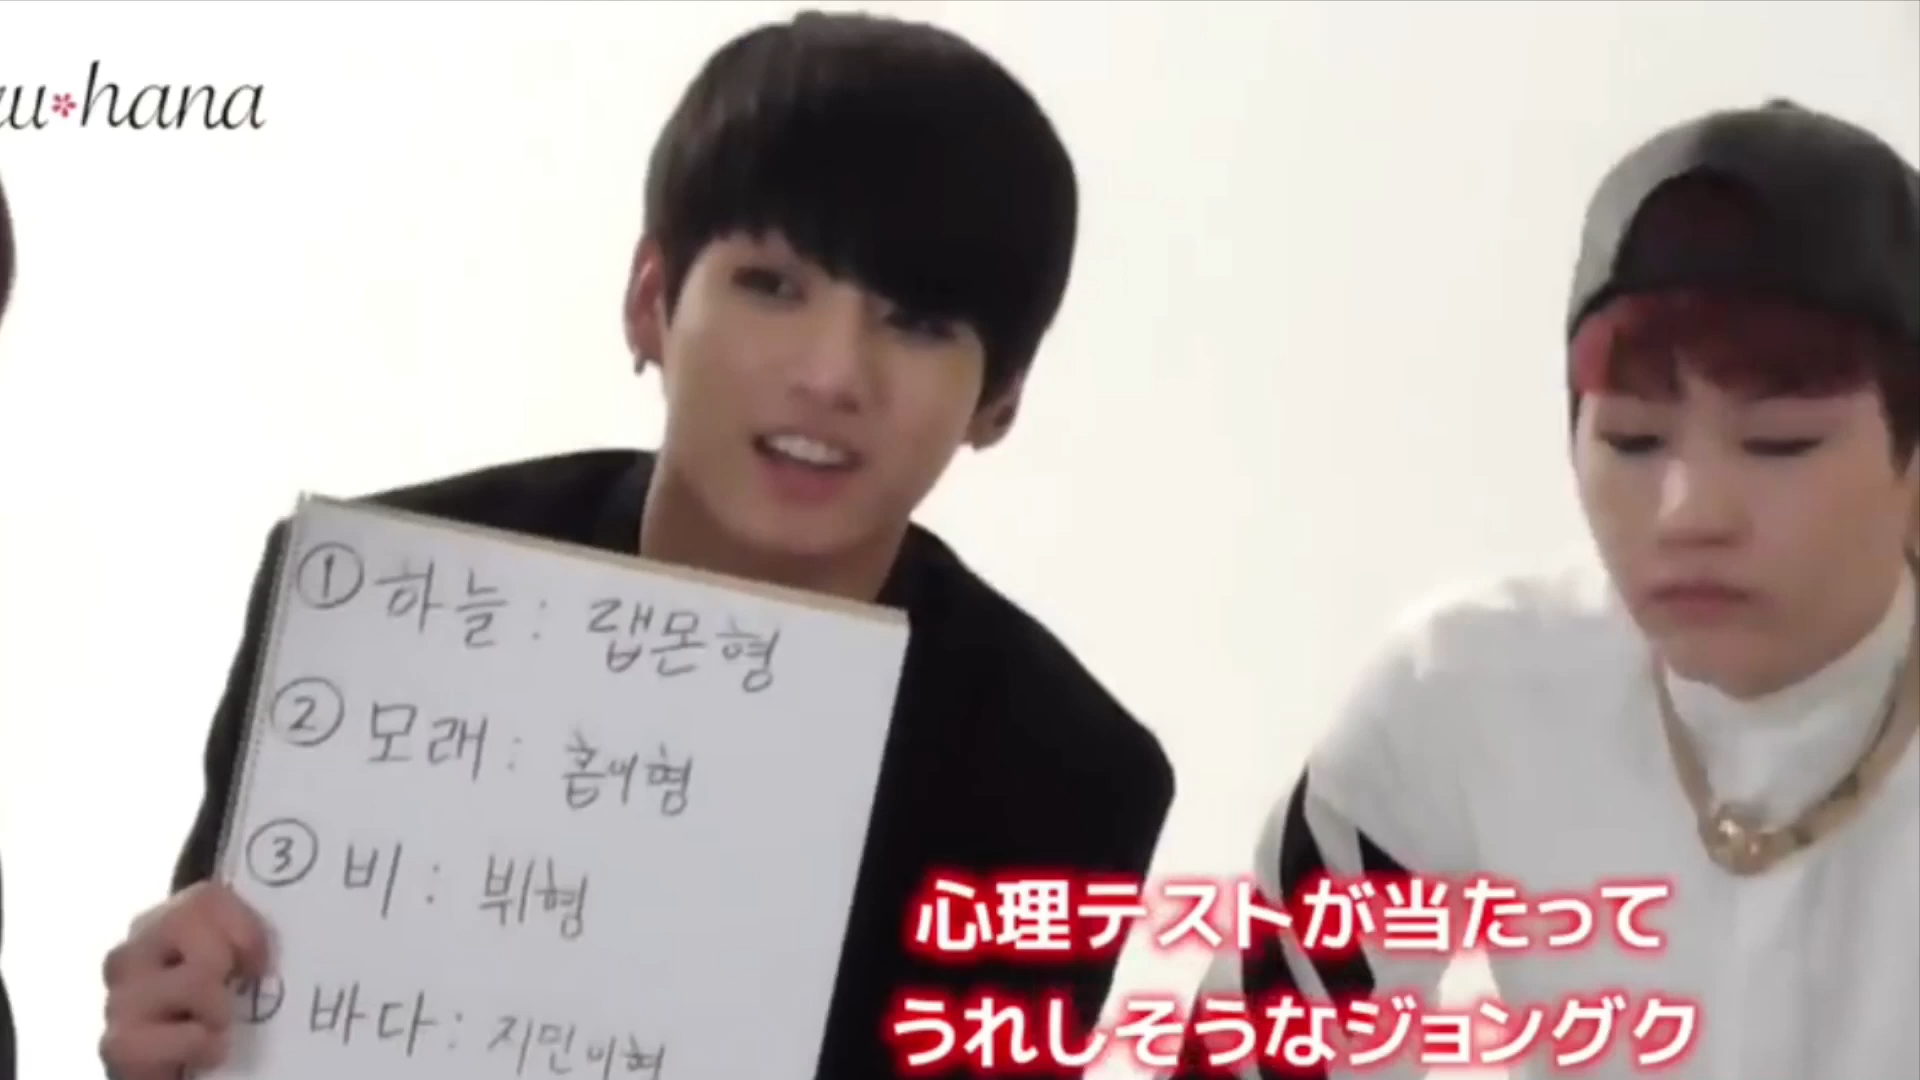 hana
① 하늘 : 랩몬형
② 모래 : 홉이형
③ 비 : 뷔형
④ 바다 : 지민이형
心理テストが当たって
うれしそうなジョングク